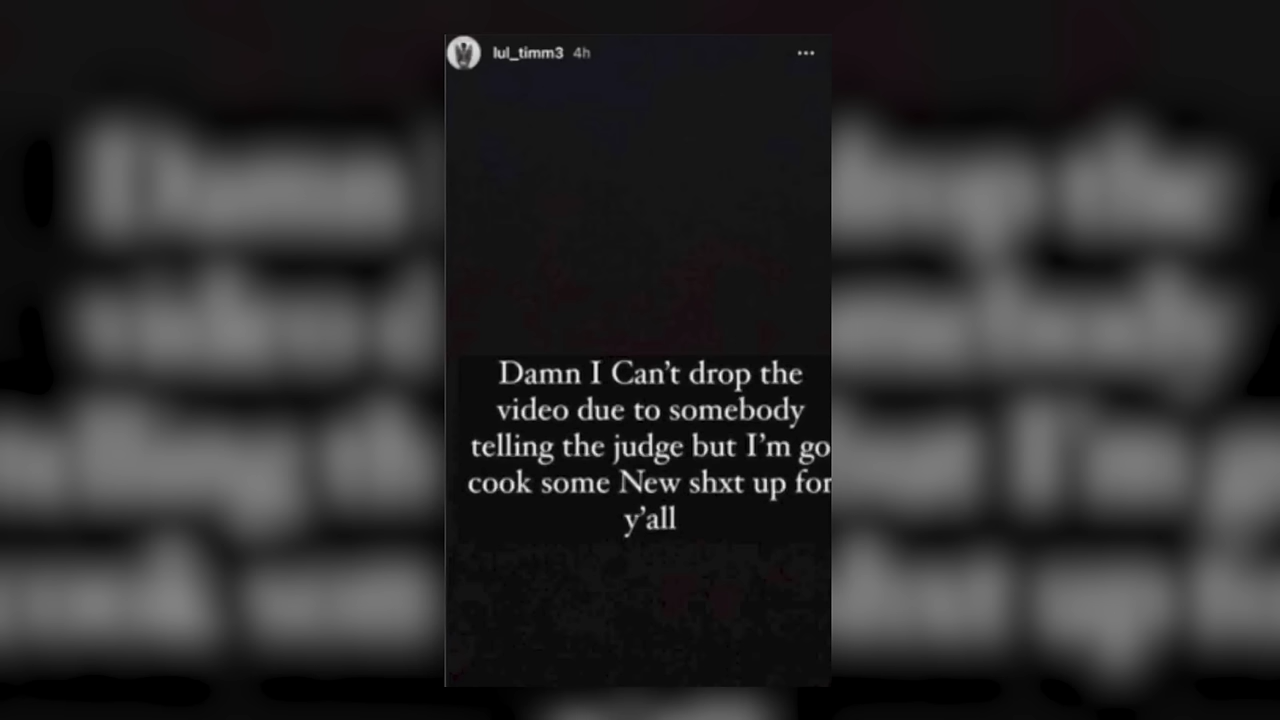 lul_timm3 4h
Damn I Can't drop the
video due to somebody
telling the judge but I'm go
cook some New shxt up for
y'all